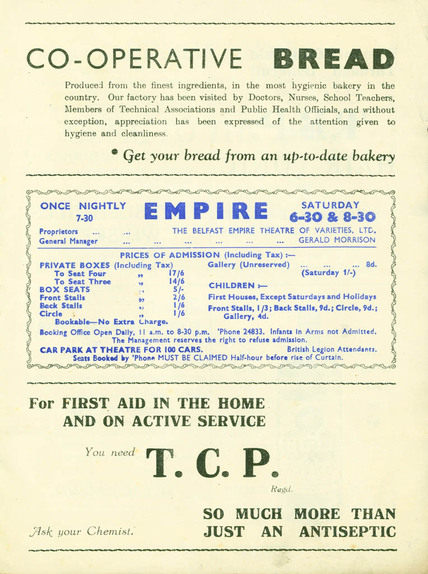 CO-OPERATIVE BREAD
Produced from the finest ingredients, in the most hygienic bakery in the
country. Our factory has been visited by Doctors, Nurses, School Teachers,
Members of Technical Associations and Public Health Officials, and without
exception, appreciation has been expressed of the attention given to
hygiene and cleanliness.
• Get your bread from an up-to-date bakery
ONCE NIGHTLY EMPIRE SATURDAY
7-30 6-30 & 8-30
Proprietors ... ... THE BELFAST EMPIRE THEATRE OF VARIETIES, LTD.
General Manager ... ... ... ... ... ... GERALD MORRISON
PRICES OF ADMISSION (Including Tax) :—
PRIVATE BOXES (Including Tax)
To Seat Four „ 17/6
To Seat Three „ 14/6
BOX SEATS „ 5/-
Front Stalls „ 2/6
Back Stalls „ 1/6
Circle „ 1/6
Bookable—No Extra Charge.
Gallery (Unreserved) ... ... 8d.
(Saturday 1/-)
CHILDREN :—
First Houses, Except Saturdays and Holidays
Front Stalls, 1/3; Back Stalls, 9d.; Circle, 9d.;
Gallery, 4d.
Booking Office Open Daily, 11 a.m. to 8-30 p.m. 'Phone 24833. Infants in Arms not Admitted.
The Management reserves the right to refuse admission.
CAR PARK AT THEATRE FOR 100 CARS. British Legion Attendants.
Seats Booked by 'Phone MUST BE CLAIMED Half-hour before rise of Curtain.
For FIRST AID IN THE HOME
AND ON ACTIVE SERVICE
You need T. C. P.
Regd.
SO MUCH MORE THAN
Ask your Chemist. JUST AN ANTISEPTIC